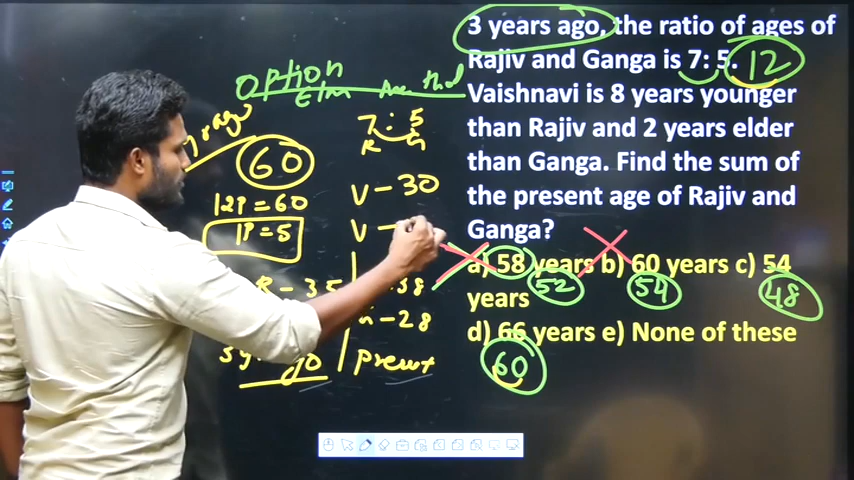 3 years ago, the ratio of ages of
Rajiv and Ganga is 7: 5. 12
Vaishnavi is 8 years younger
than Rajiv and 2 years elder
than Ganga. Find the sum of
the present age of Rajiv and
Ganga?
a) 58 years b) 60 years c) 54
52 54 48
years
d) 66 years e) None of these
60
option
Elm
7 : 5
R G
60
12P = 60
1P = 5
V - 30
V -
R - 35
38
28
present